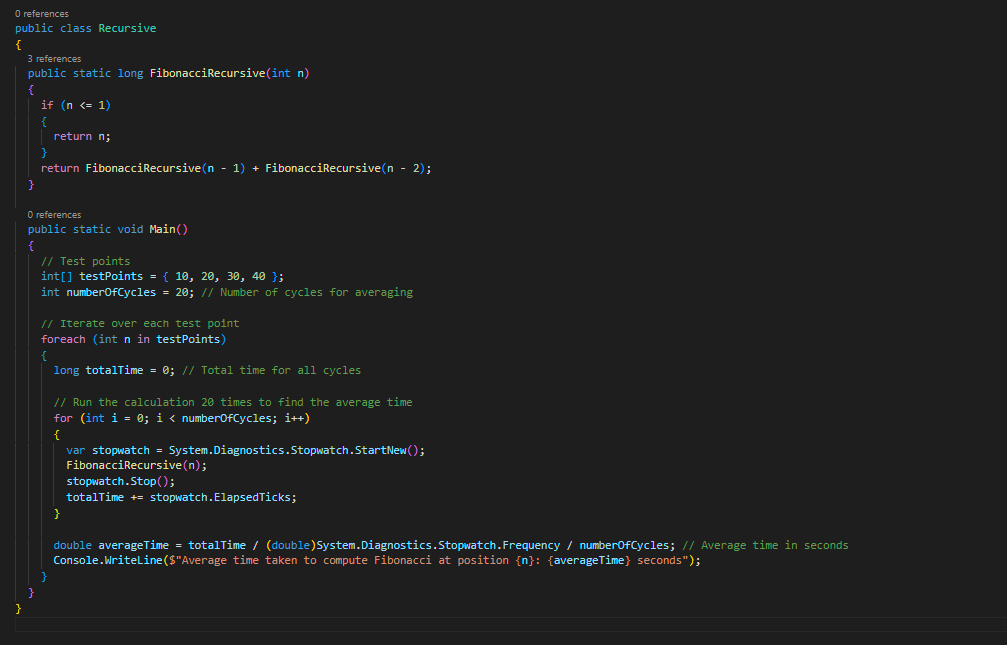 0 references
public class Recursive
{
3 references
public static long FibonacciRecursive(int n)
{
if (n <= 1)
{
return n;
}
return FibonacciRecursive(n - 1) + FibonacciRecursive(n - 2);
}
0 references
public static void Main()
{
// Test points
int[] testPoints = { 10, 20, 30, 40 };
int numberOfCycles = 20; // Number of cycles for averaging
// Iterate over each test point
foreach (int n in testPoints)
{
long totalTime = 0; // Total time for all cycles
// Run the calculation 20 times to find the average time
for (int i = 0; i < numberOfCycles; i++)
{
var stopwatch = System.Diagnostics.Stopwatch.StartNew();
FibonacciRecursive(n);
stopwatch.Stop();
totalTime += stopwatch.ElapsedTicks;
}
double averageTime = totalTime / (double)System.Diagnostics.Stopwatch.Frequency / numberOfCycles; // Average time in seconds
Console.WriteLine($"Average time taken to compute Fibonacci at position {n}: {averageTime} seconds");
}
}
}